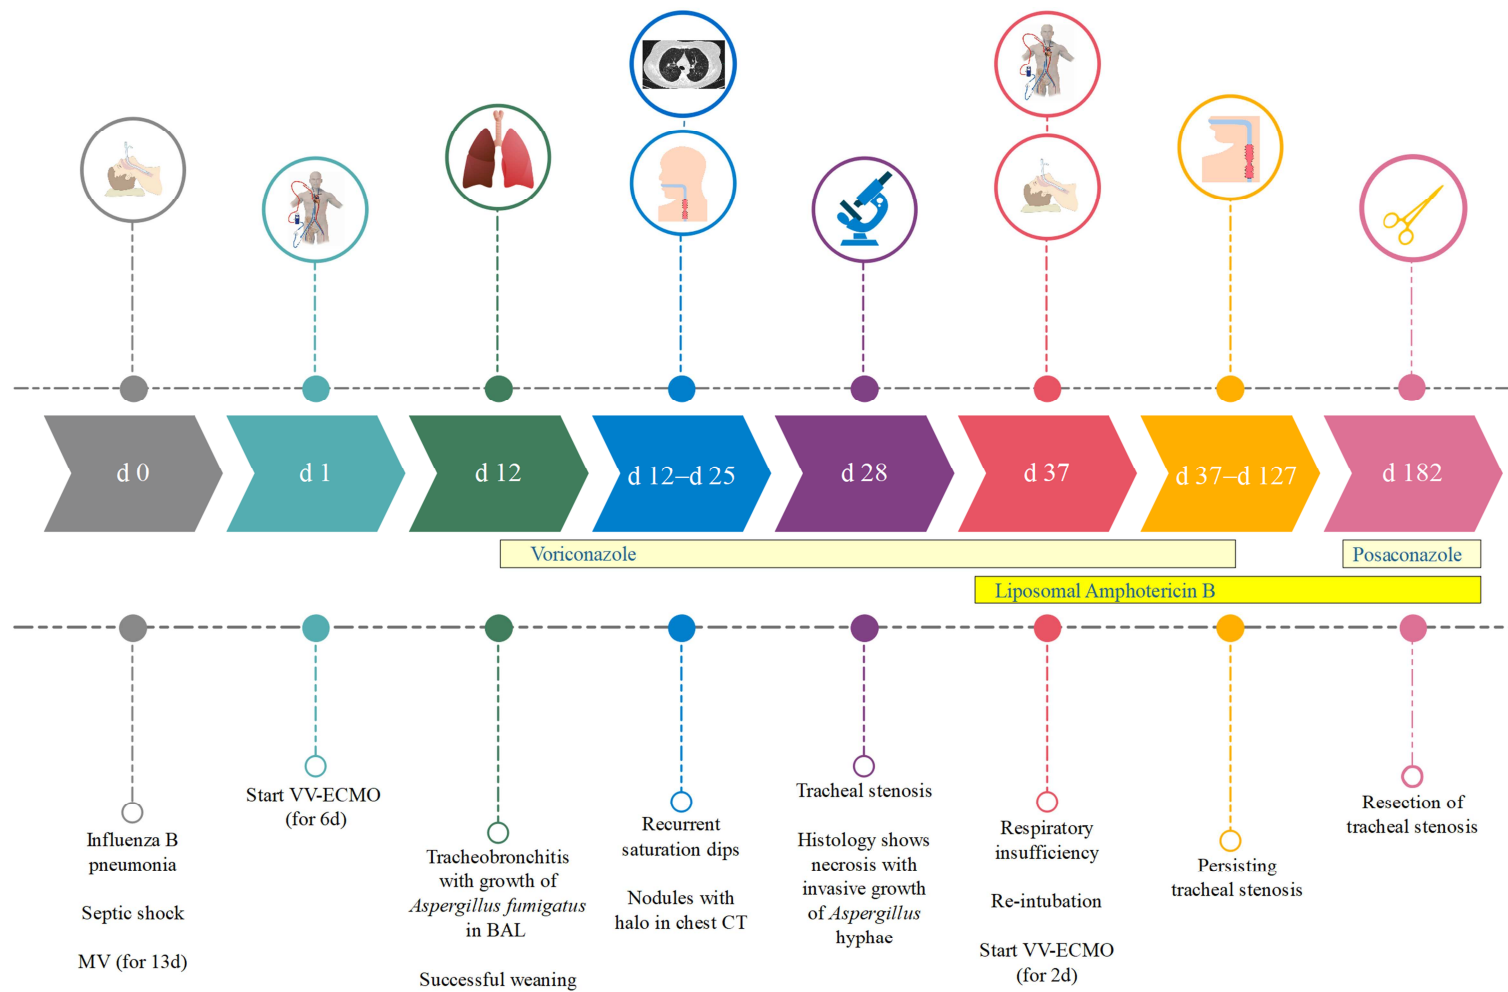 d 0
d 1
d 12
d 12–d 25
d 28
d 37
d 37–d 127
d 182
Voriconazole
Posaconazole
Liposomal Amphotericin B
Influenza B
pneumonia
Septic shock
MV (for 13d)
Start VV-ECMO
(for 6d)
Tracheobronchitis
with growth of
Aspergillus fumigatus
in BAL
Successful weaning
Recurrent
saturation dips
Nodules with
halo in chest CT
Tracheal stenosis
Histology shows
necrosis with
invasive growth
of Aspergillus
hyphae
Respiratory
insufficiency
Re-intubation
Start VV-ECMO
(for 2d)
Persisting
tracheal stenosis
Resection of
tracheal stenosis